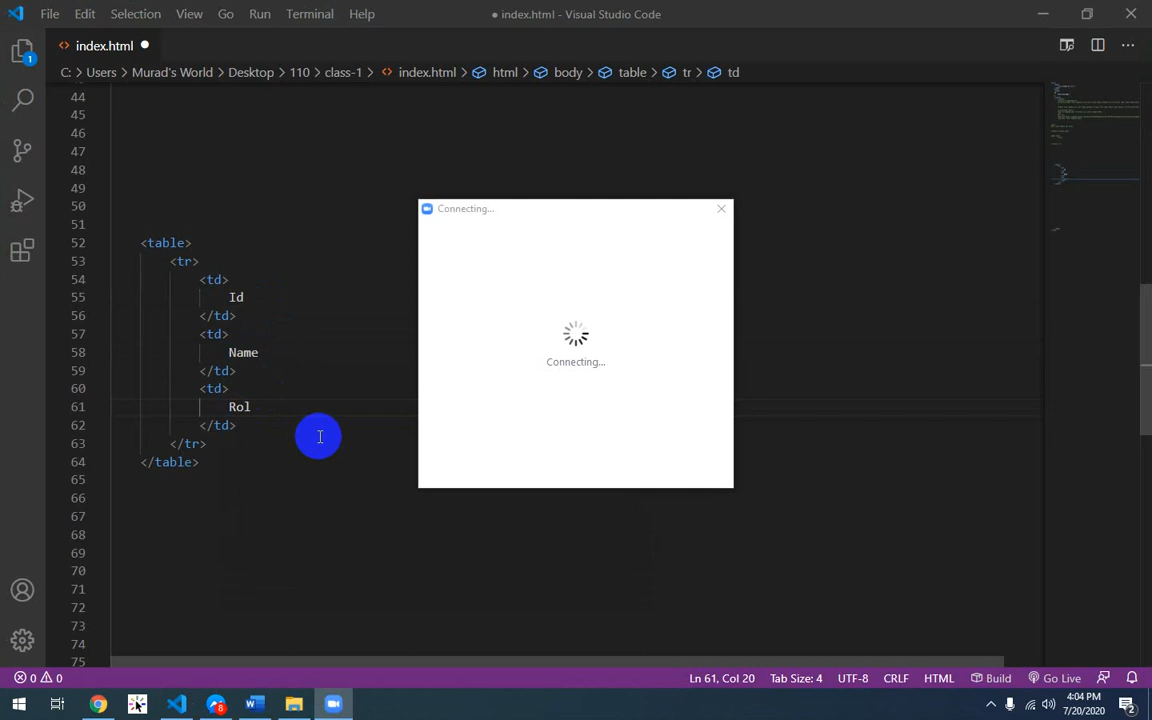 File Edit Selection View Go Run Terminal Help
● index.html - Visual Studio Code
1
<> index.html ●
C: > Users > Murad's World > Desktop > 110 > class-1 > <> index.html > html > body > table > tr > td
44
45
46
47
48
49
50
51
52 <table>
53 <tr>
54 <td>
55 Id
56 </td>
57 <td>
58 Name
59 </td>
60 <td>
61 Rol
62 </td>
63 </tr>
64 </table>
65
66
67
68
69
70
71
72
73
74
75
Connecting...
Connecting...
0 0 Ln 61, Col 20 Tab Size: 4 UTF-8 CRLF HTML Build Go Live
8
4:04 PM
7/20/2020
2